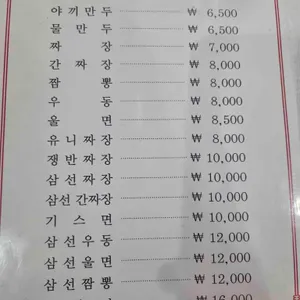 야끼만두 ₩ 6,500
물만두 ₩ 6,500
짜장 ₩ 7,000
간짜장 ₩ 8,000
짬뽕 ₩ 8,000
우동 ₩ 8,000
울면 ₩ 8,500
유니짜장 ₩ 8,000
쟁반짜장 ₩ 10,000
삼선짜장 ₩ 10,000
삼선간짜장 ₩ 10,000
기스면 ₩ 10,000
삼선우동 ₩ 12,000
삼선울면 ₩ 12,000
삼선짬뽕 ₩ 12,000
₩ 16,000